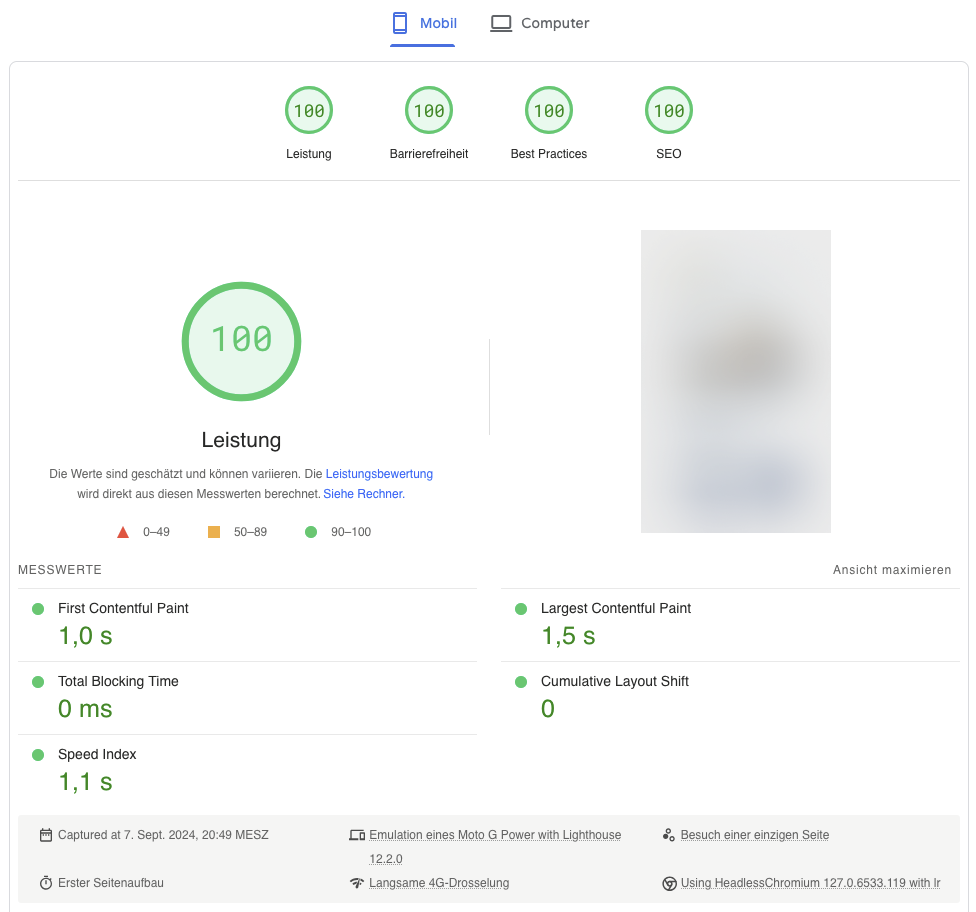 Mobil
Computer
100
100
100
100
Leistung
Barrierefreiheit
Best Practices
SEO
100
Leistung
Die Werte sind geschätzt und können variieren. Die Leistungsbewertung
wird direkt aus diesen Messwerten berechnet. Siehe Rechner.
0–49
50–89
90–100
MESSWERTE
Ansicht maximieren
First Contentful Paint
1,0 s
Largest Contentful Paint
1,5 s
Total Blocking Time
0 ms
Cumulative Layout Shift
0
Speed Index
1,1 s
Captured at 7. Sept. 2024, 20:49 MESZ
Emulation eines Moto G Power with Lighthouse
12.2.0
Besuch einer einzigen Seite
Erster Seitenaufbau
Langsame 4G-Drosselung
Using HeadlessChromium 127.0.6533.119 with lr